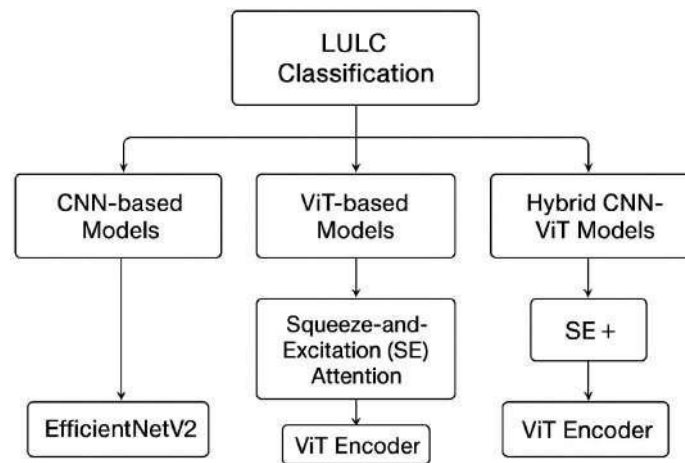 LULC
Classification
CNN-based
Models
ViT-based
Models
Hybrid CNN-
ViT Models
Squeeze-and-
Excitation (SE)
Attention
SE +
EfficientNetV2
ViT Encoder
ViT Encoder